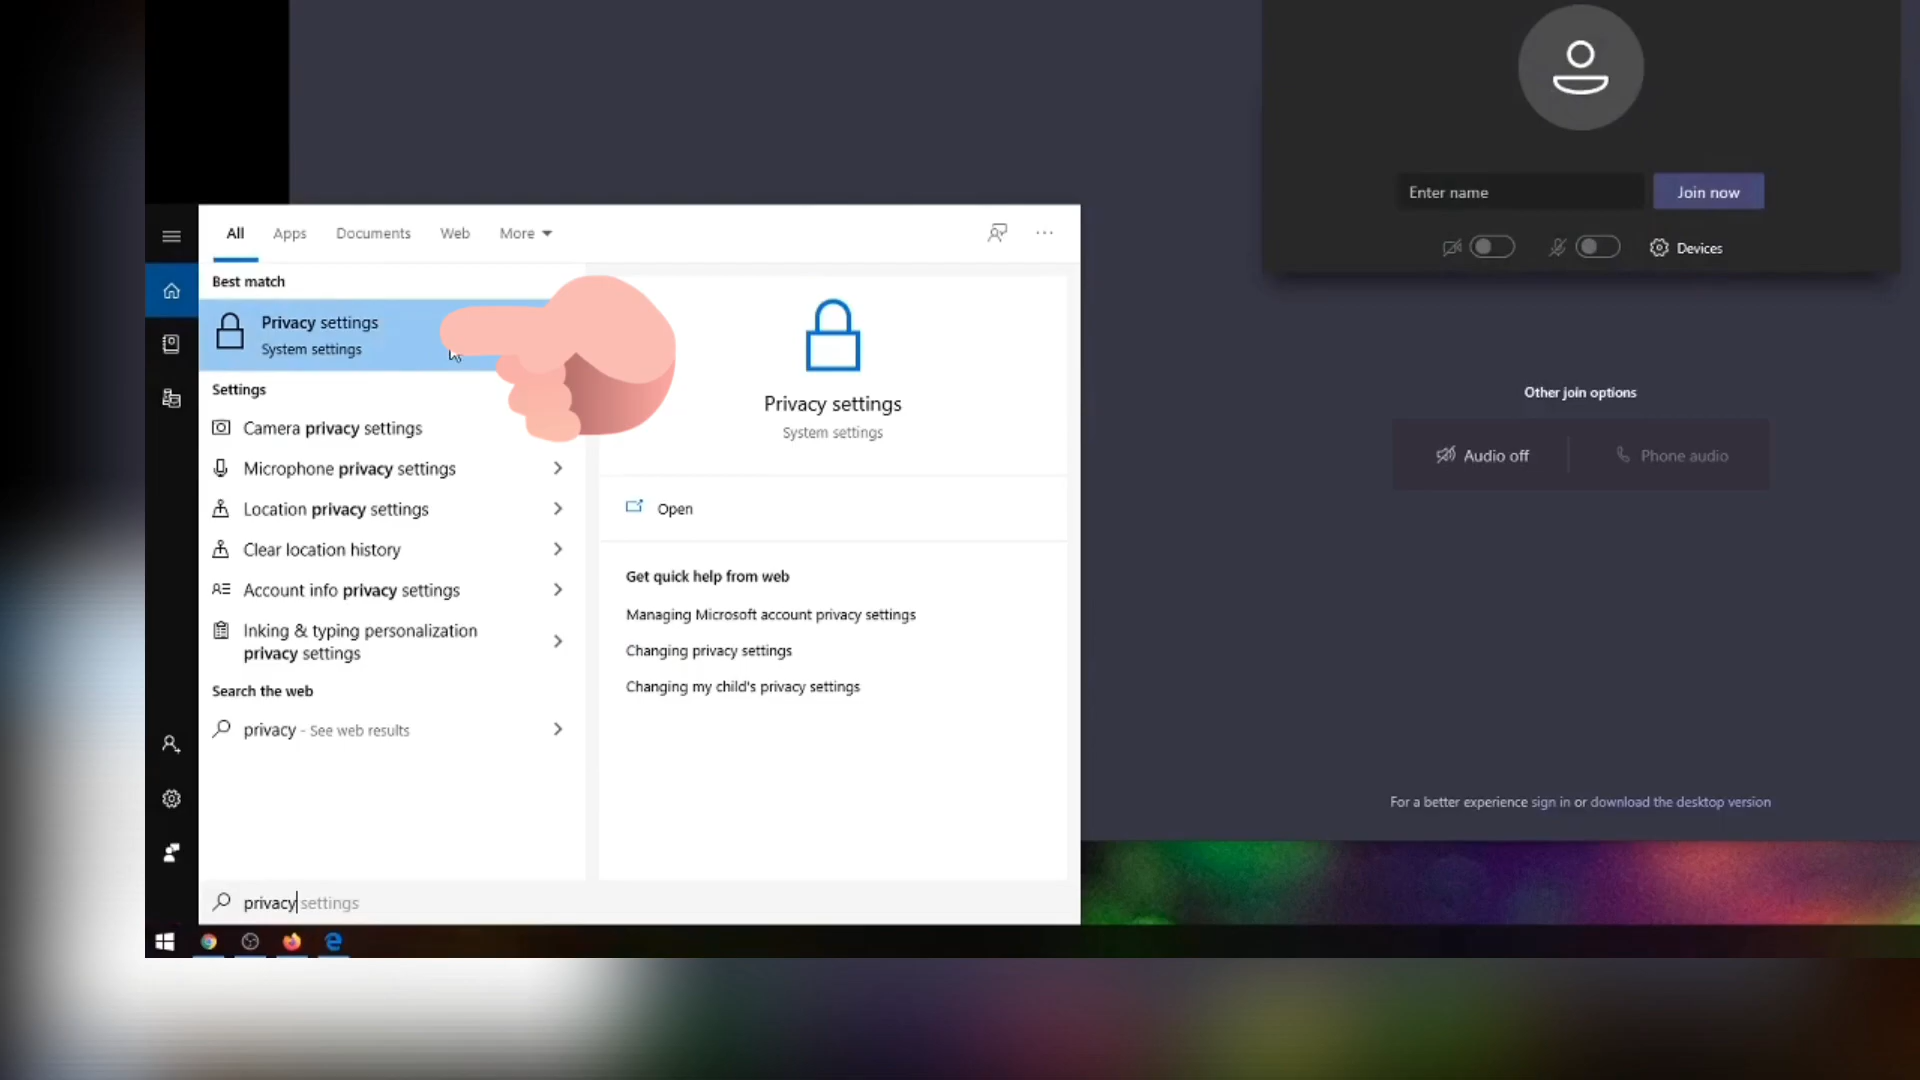 Enter name
Join now
Devices
Other join options
Audio off
Phone audio
For a better experience sign in or download the desktop version
All Apps Documents Web More
Best match
Privacy settings
System settings
Settings
Camera privacy settings
Microphone privacy settings
Location privacy settings
Clear location history
Account info privacy settings
Inking & typing personalization
privacy settings
Search the web
privacy - See web results
Privacy settings
System settings
Open
Get quick help from web
Managing Microsoft account privacy settings
Changing privacy settings
Changing my child's privacy settings
privacy settings